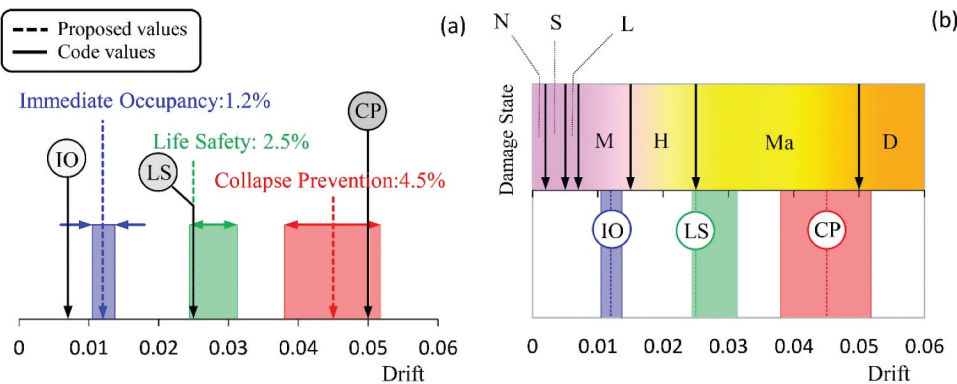 Proposed values
Code values
(a)
Immediate Occupancy:1.2%
CP
Life Safety: 2.5%
IO
LS
Collapse Prevention:4.5%
0 0.01 0.02 0.03 0.04 0.05 0.06
Drift
(b)
N S L
Damage State
M H Ma D
IO LS CP
0 0.01 0.02 0.03 0.04 0.05 0.06
Drift